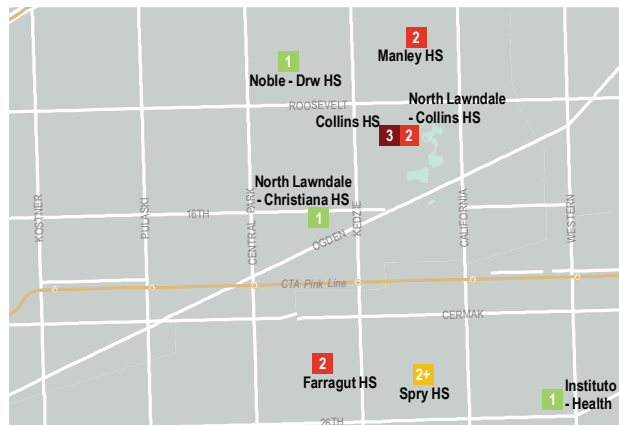 2
Manley HS
1
Noble - Drw HS
ROOSEVELT
North Lawndale
- Collins HS
Collins HS
3
2
North Lawndale
- Christiana HS
1
16TH
KOSTNER
PULASKI
CENTRAL PARK
OGDEN
KEDZIE
CALIFORNIA
WESTERN
CTA Pink Line
CERMAK
2
Farragut HS
2+
Spry HS
1
Instituto
- Health
26TH